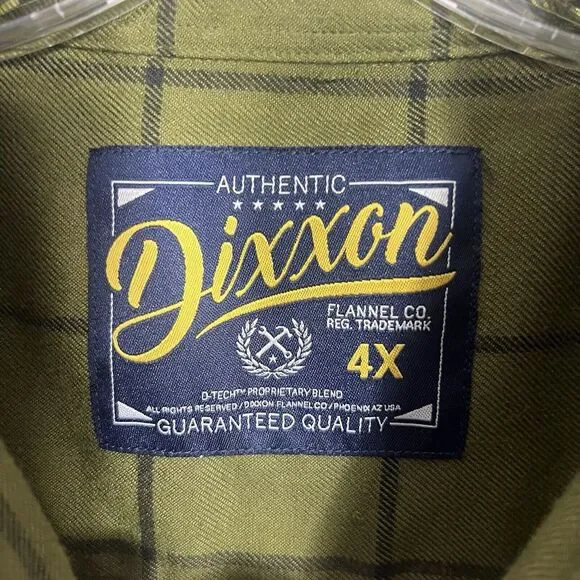 AUTHENTIC
Dixxon
FLANNEL CO.
REG. TRADEMARK
4X
D-TECH™ PROPRIETARY BLEND
ALL RIGHTS RESERVED / DIXXON FLANNEL CO / PHOENIX AZ USA
GUARANTEED QUALITY